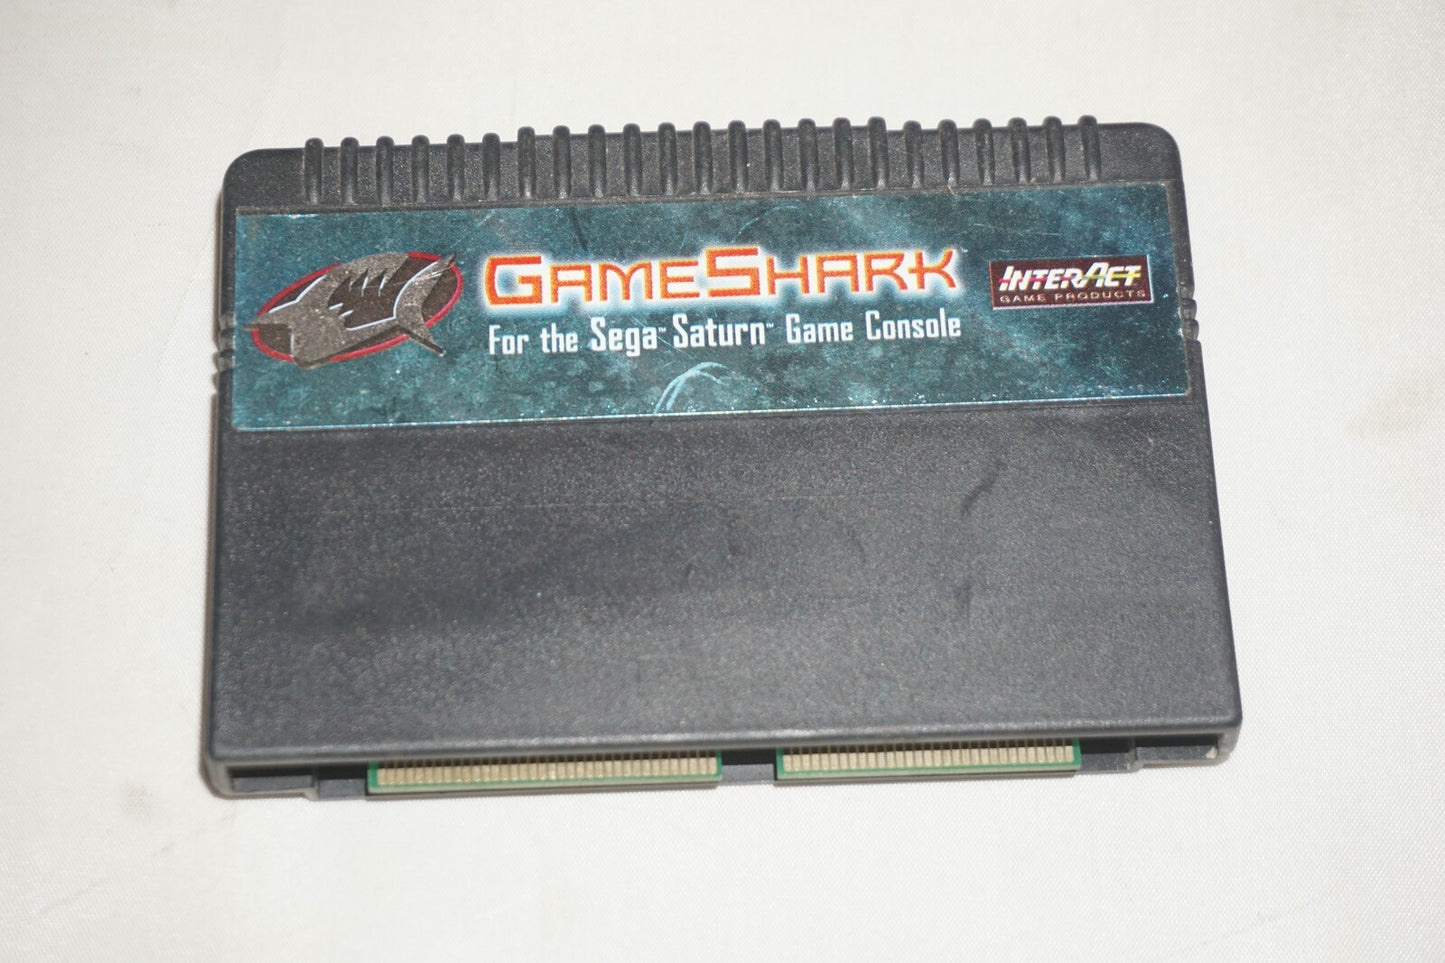 GAMESHARK
For the Sega™ Saturn™ Game Console
INTERACT
GAME PRODUCTS